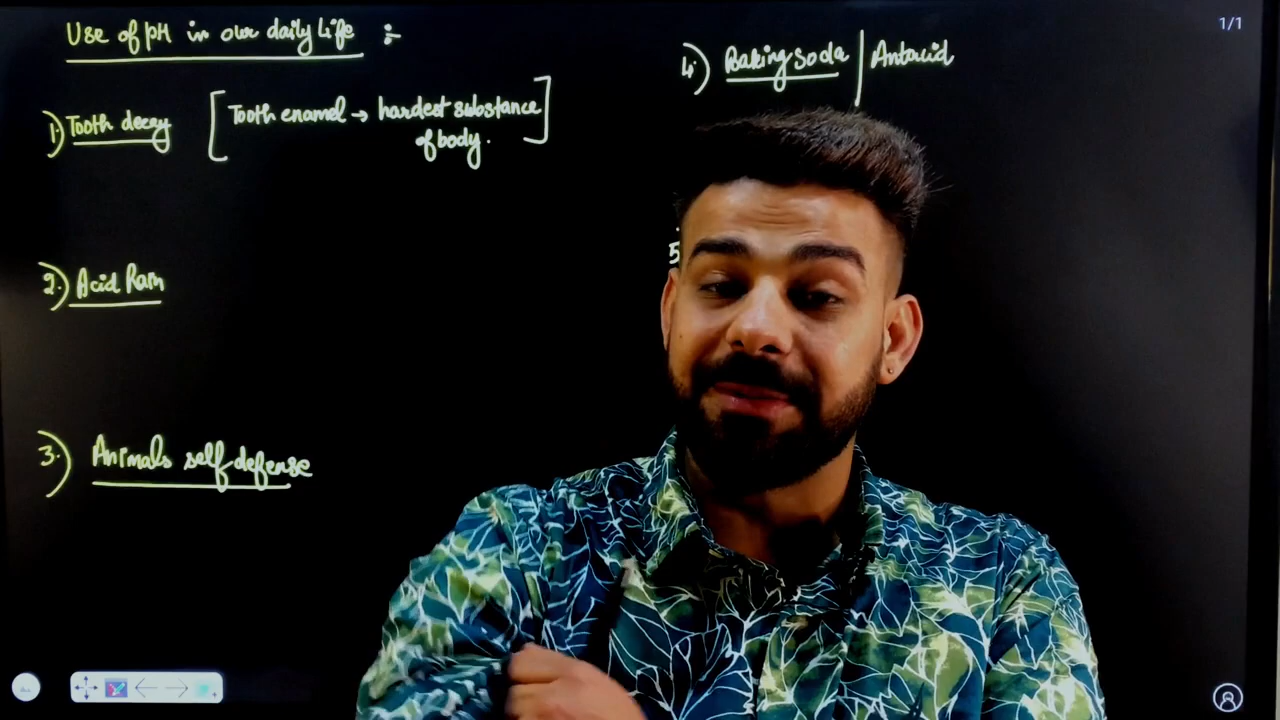 Use of pH in our daily life :-
1.) Tooth decay [Tooth enamel → hardest substance
of body.]
2.) Acid Rain
3.) Animals self defense
4.) Baking Soda | Antacid
5
1/1